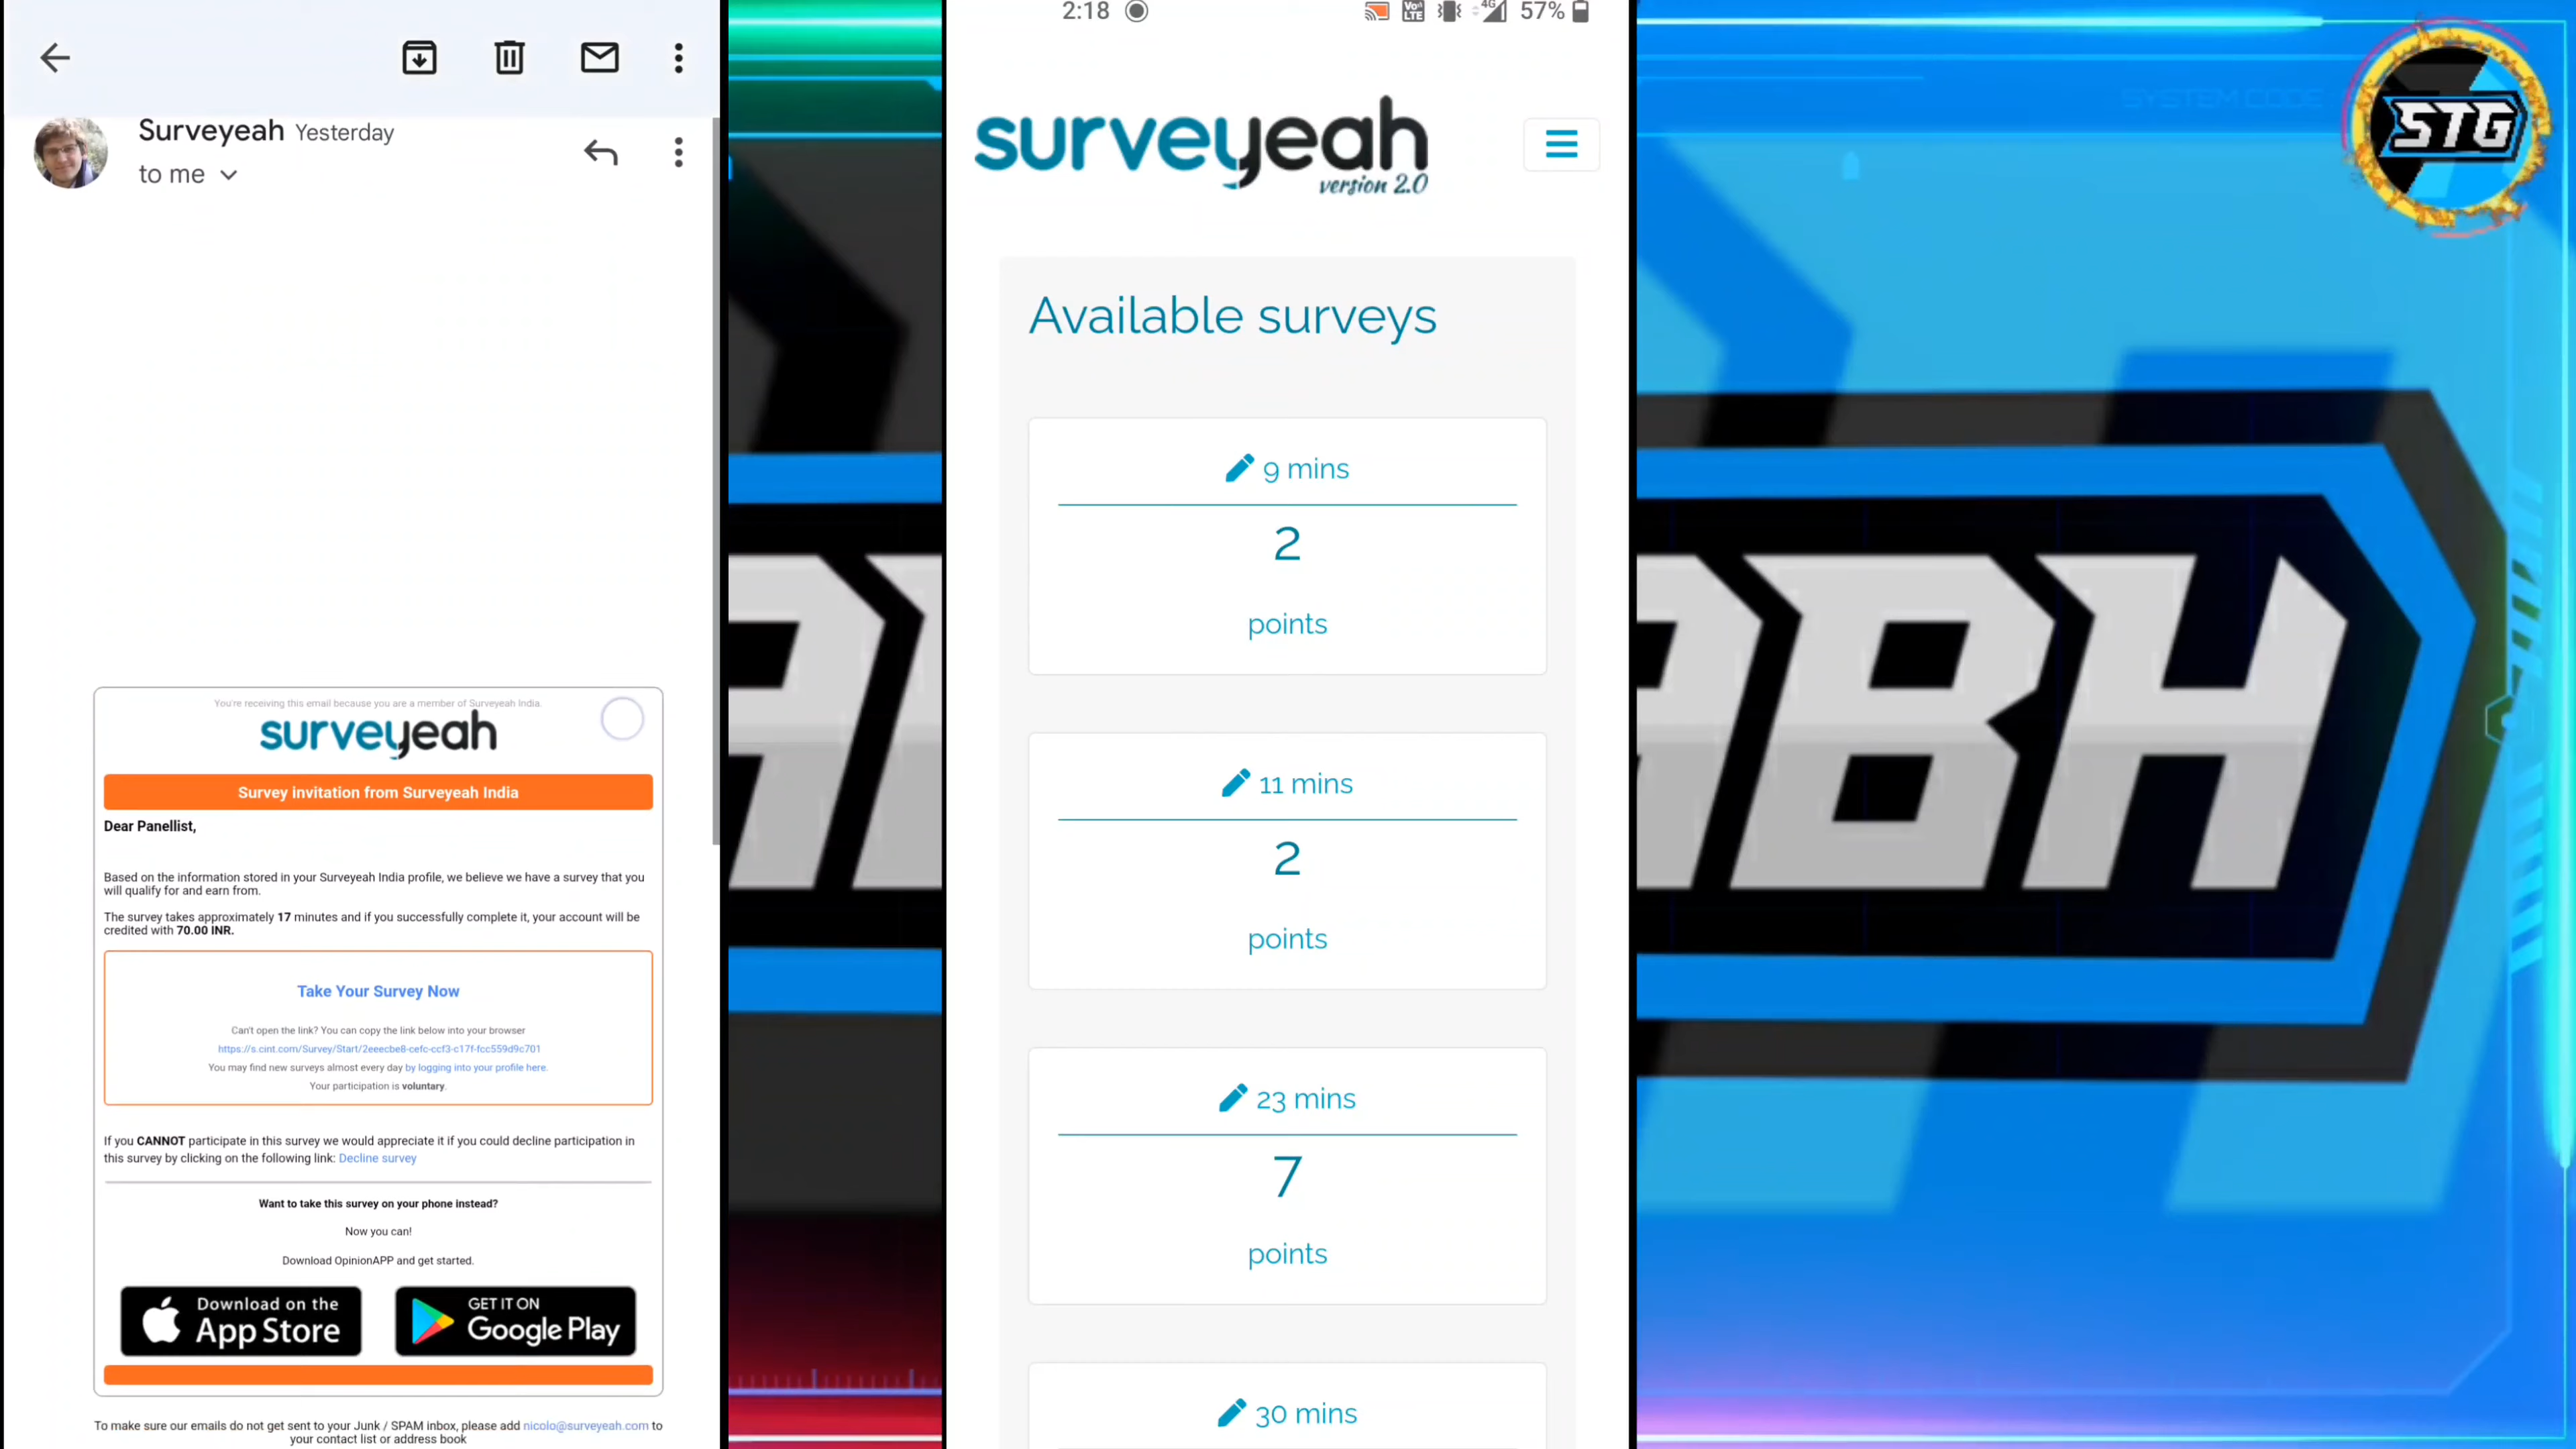 Surveyeah Yesterday
to me
You're receiving this email because you are a member of Surveyeah India.
surveyeah
Survey invitation from Surveyeah India
Dear Panellist,
Based on the information stored in your Surveyeah India profile, we believe we have a survey that you
will qualify for and earn from.
The survey takes approximately 17 minutes and if you successfully complete it, your account will be
credited with 70.00 INR.
Take Your Survey Now
Can't open the link? You can copy the link below into your browser
https://s.cint.com/Survey/Start/2eeecbe8-cefc-ccf3-c17f-fcc559d9c701
You may find new surveys almost every day by logging into your profile here.
Your participation is voluntary.
If you CANNOT participate in this survey we would appreciate it if you could decline participation in
this survey by clicking on the following link: Decline survey
Want to take this survey on your phone instead?
Now you can!
Download OpinionAPP and get started.
Download on the
App Store
GET IT ON
Google Play
To make sure our emails do not get sent to your Junk / SPAM inbox, please add nicolo@surveyeah.com to
your contact list or address book
2:18
Vo)
LTE
4G
57%
surveyeah
version 2.0
Available surveys
9 mins
2
points
11 mins
2
points
23 mins
7
points
30 mins
SYSTEM CODE
STG
BH